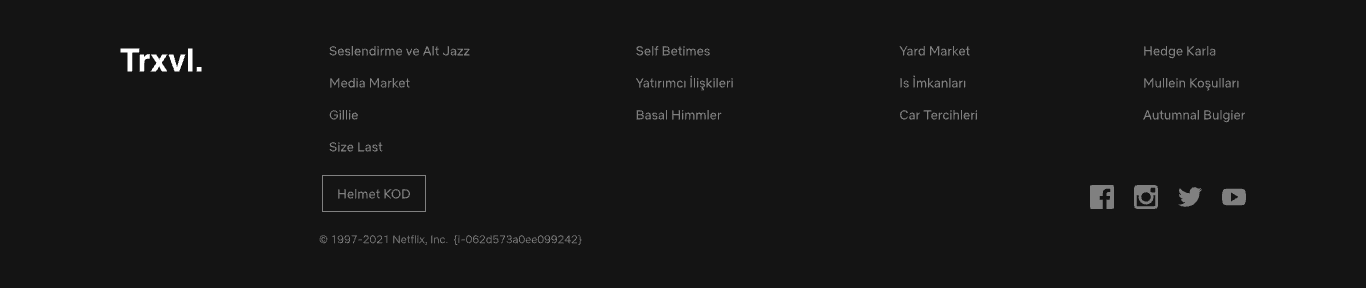 Trxvl.
Seslendirme ve Alt Jazz
Self Betimes
Yard Market
Hedge Karla
Media Market
Yatırımcı İlişkileri
Is İmkanları
Mullein Koşulları
Gillie
Basal Himmler
Car Tercihleri
Autumnal Bulgier
Size Last
Helmet KOD
© 1997-2021 Netflix, Inc. {i-062d573a0ee099242}